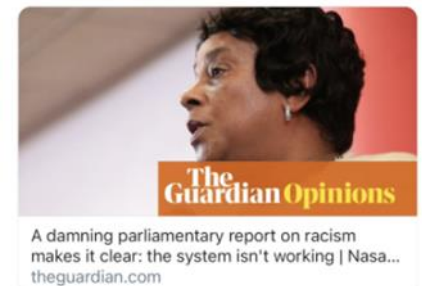 The
Guardian Opinions
A damning parliamentary report on racism
makes it clear: the system isn't working | Nasa...
theguardian.com